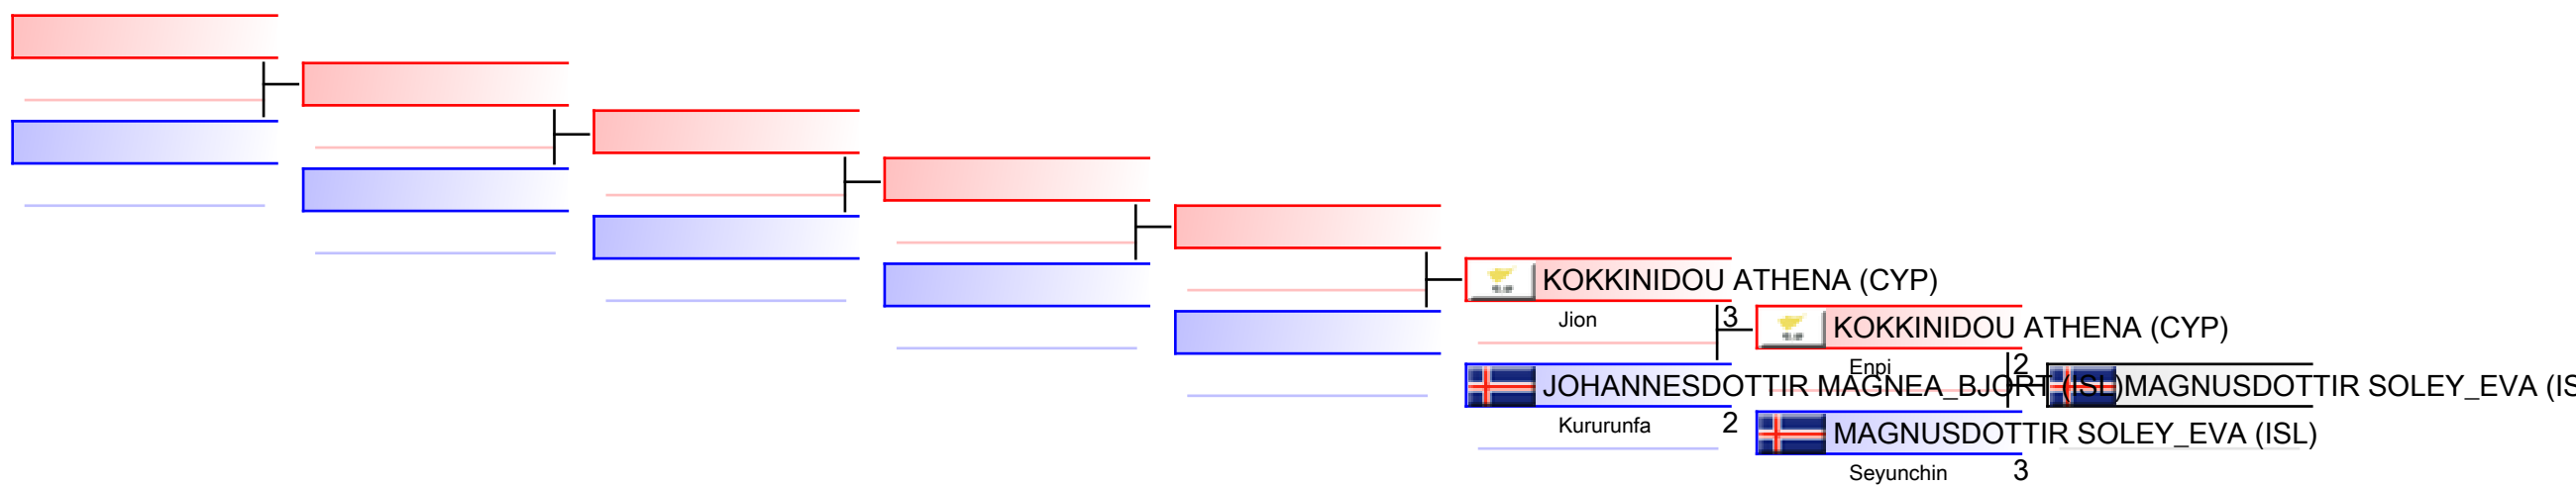 KOKKINIDOU ATHENA (CYP)
Jion
3
KOKKINIDOU ATHENA (CYP)
Enpi
2
JOHANNESDOTTIR MAGNEA_BJORT (ISL)
MAGNUSDOTTIR SOLEY_EVA (IS
Kururunfa
2
MAGNUSDOTTIR SOLEY_EVA (ISL)
Seyunchin
3